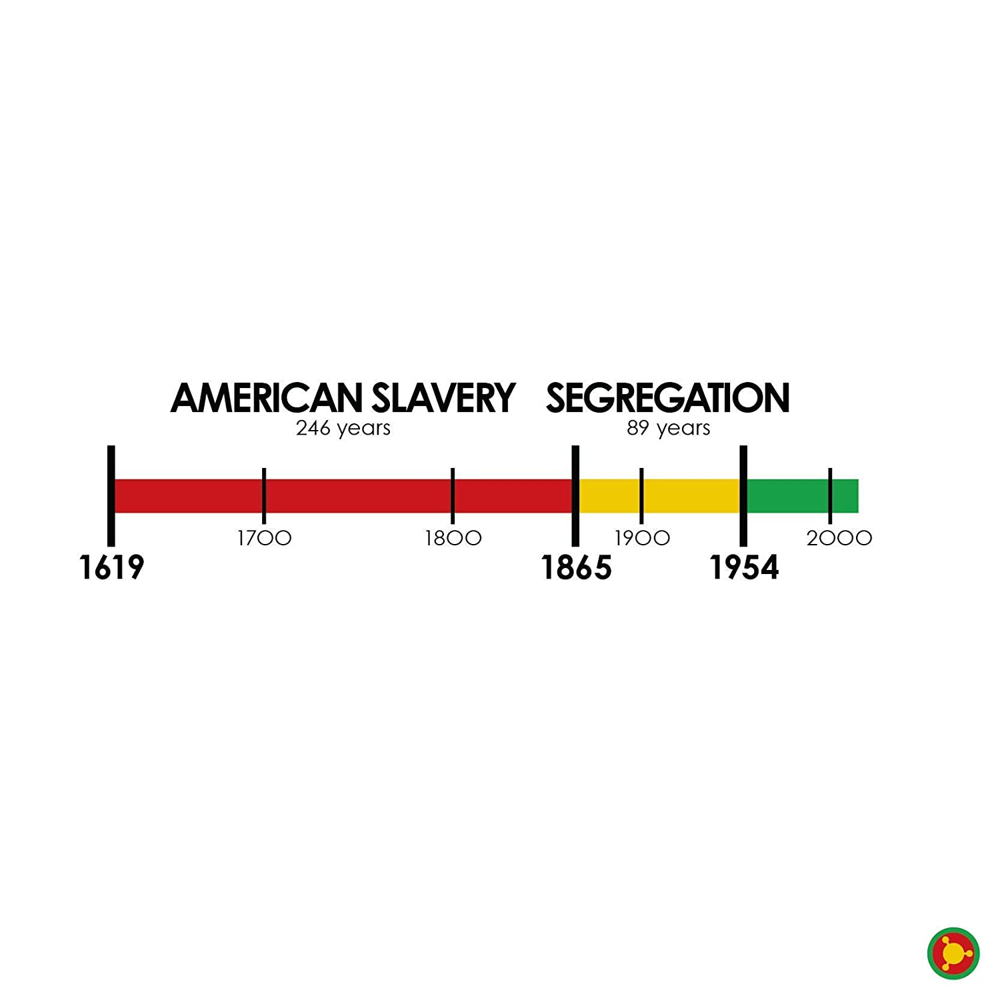 AMERICAN SLAVERY SEGREGATION
246 years 89 years
1700 1800 1900 2000
1619 1865 1954